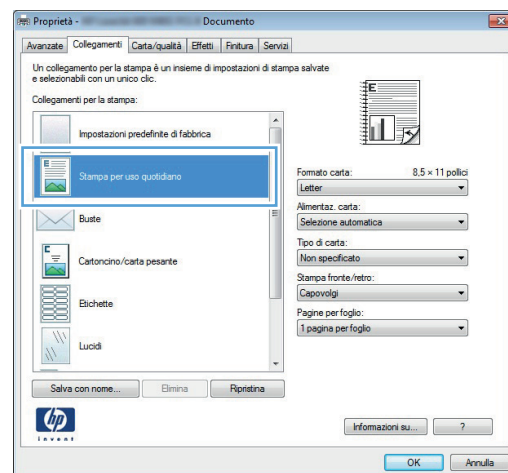 Proprietà - Documento
Avanzate Collegamenti Carta/qualità Effetti Finitura Servizi
Un collegamento per la stampa è un insieme di impostazioni di stampa salvate
e selezionabili con un unico clic.
Collegamenti per la stampa:
Impostazioni predefinite di fabbrica
Stampa per uso quotidiano
Buste
Cartoncino/carta pesante
Etichette
Lucidi
Salva con nome... Elimina Ripristina
E
Formato carta: 8,5 × 11 pollici
Letter
Alimentaz. carta:
Selezione automatica
Tipo di carta:
Non specificato
Stampa fronte/retro:
Capovolgi
Pagine per foglio:
1 pagina per foglio
hp
invent
Informazioni su... ?
OK Annulla